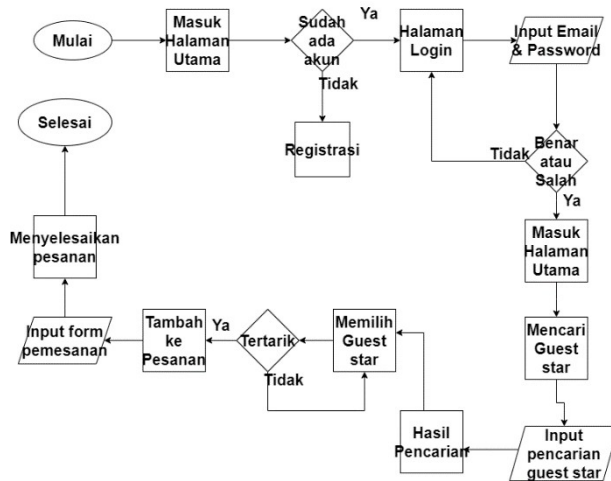 Mulai
Masuk
Halaman
Utama
Sudah
ada
akun
Ya
Tidak
Registrasi
Halaman
Login
Input Email
& Password
Benar
atau
Salah
Tidak
Ya
Masuk
Halaman
Utama
Mencari
Guest
star
Input
pencarian
guest star
Hasil
Pencarian
Memilih
Guest
star
Tertarik
Tidak
Ya
Tambah
ke
Pesanan
Input form
pemesanan
Menyelesaikan
pesanan
Selesai